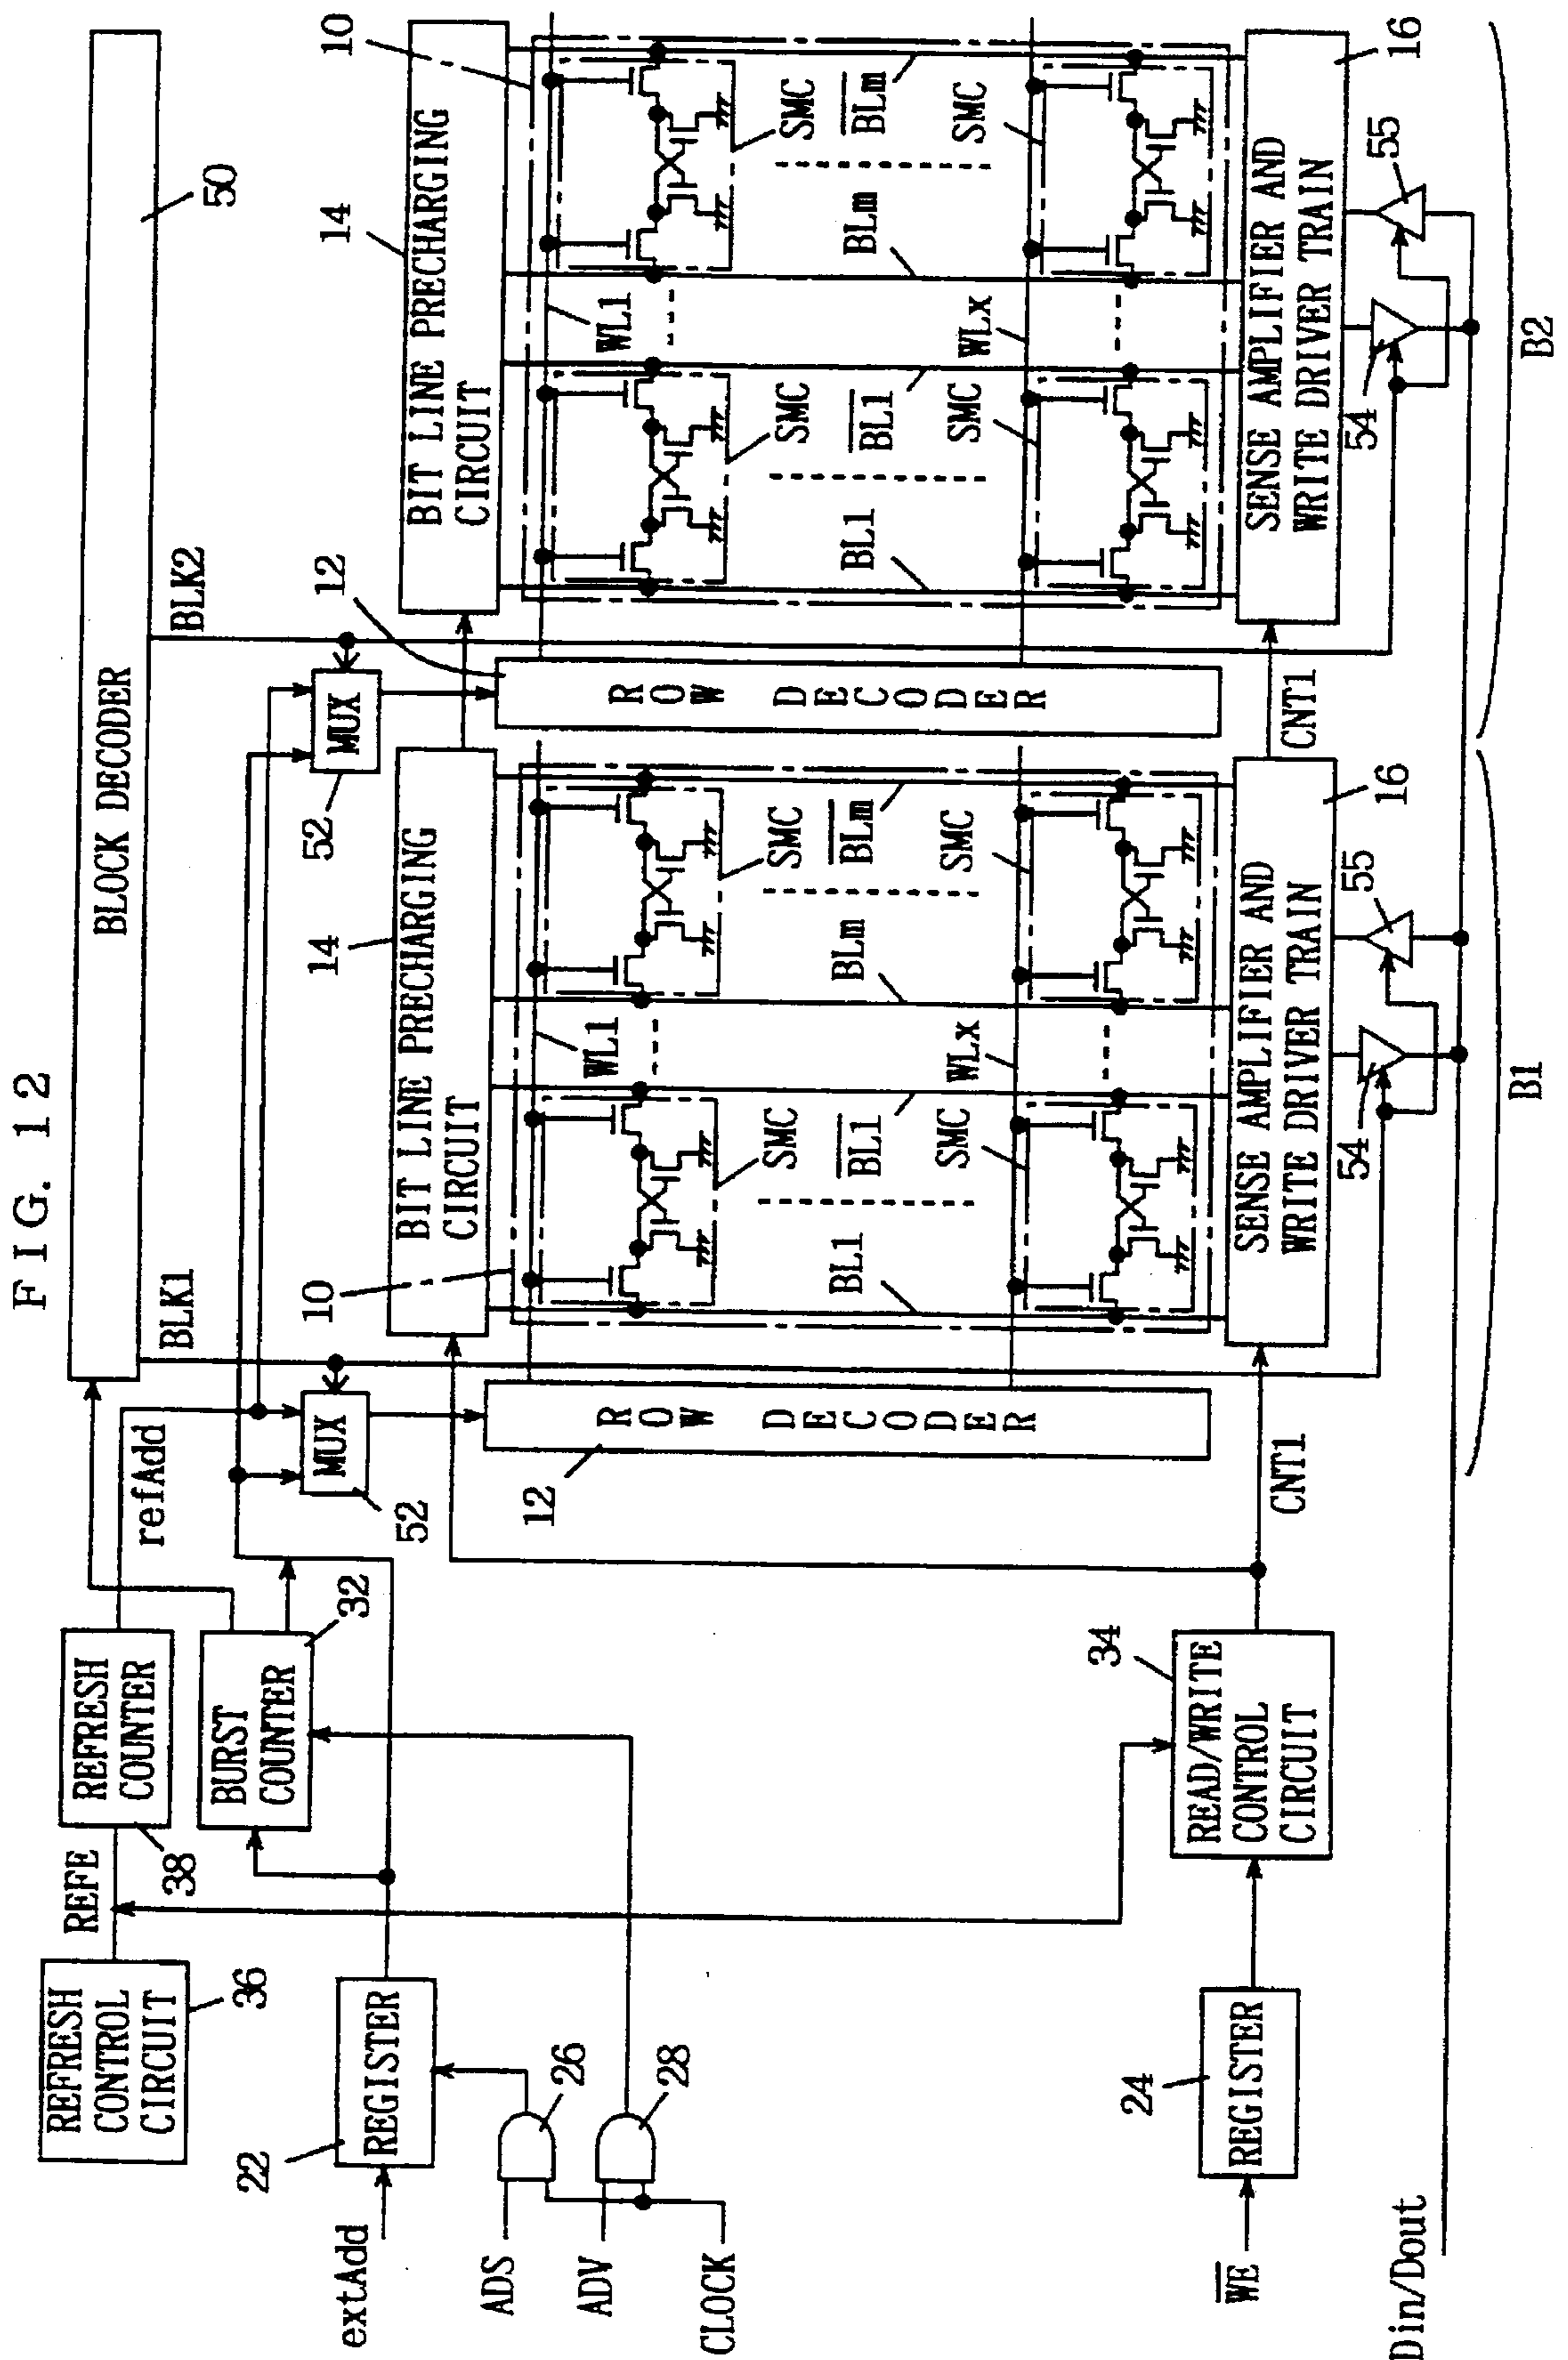 FIG. 12
REFRESH
CONTROL
CIRCUIT
36
REFE
REFRESH
COUNTER
38
refAdd
BLOCK DECODER
50
BURST
COUNTER
32
BLK1
BLK2
MUX
52
MUX
52
extAdd
22
REGISTER
ADS
26
ADV
28
CLOCK
12
ROW DECODER
10
BIT LINE PRECHARGING
CIRCUIT
14
WL1
SMC
SMC
BL1
BL1
BLm
BLm
SMC
SMC
WLx
12
ROW DECODER
BIT LINE PRECHARGING
CIRCUIT
14
10
WL1
SMC
SMC
BL1
BL1
BLm
BLm
SMC
SMC
WLx
WE
24
REGISTER
34
READ/WRITE
CONTROL
CIRCUIT
CNT1
SENSE AMPLIFIER AND
WRITE DRIVER TRAIN
16
CNT1
SENSE AMPLIFIER AND
WRITE DRIVER TRAIN
16
54
55
54
55
Din/Dout
B1
B2